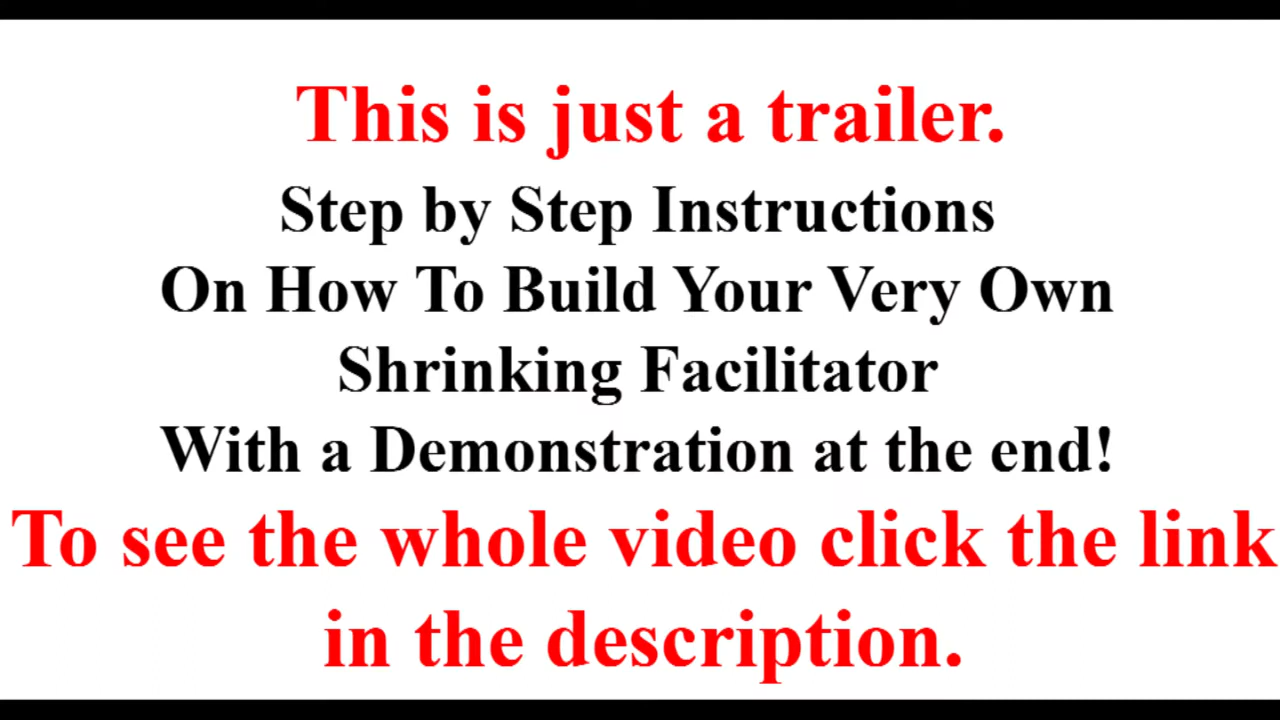 This is just a trailer.
Step by Step Instructions
On How To Build Your Very Own
Shrinking Facilitator
With a Demonstration at the end!
To see the whole video click the link
in the description.